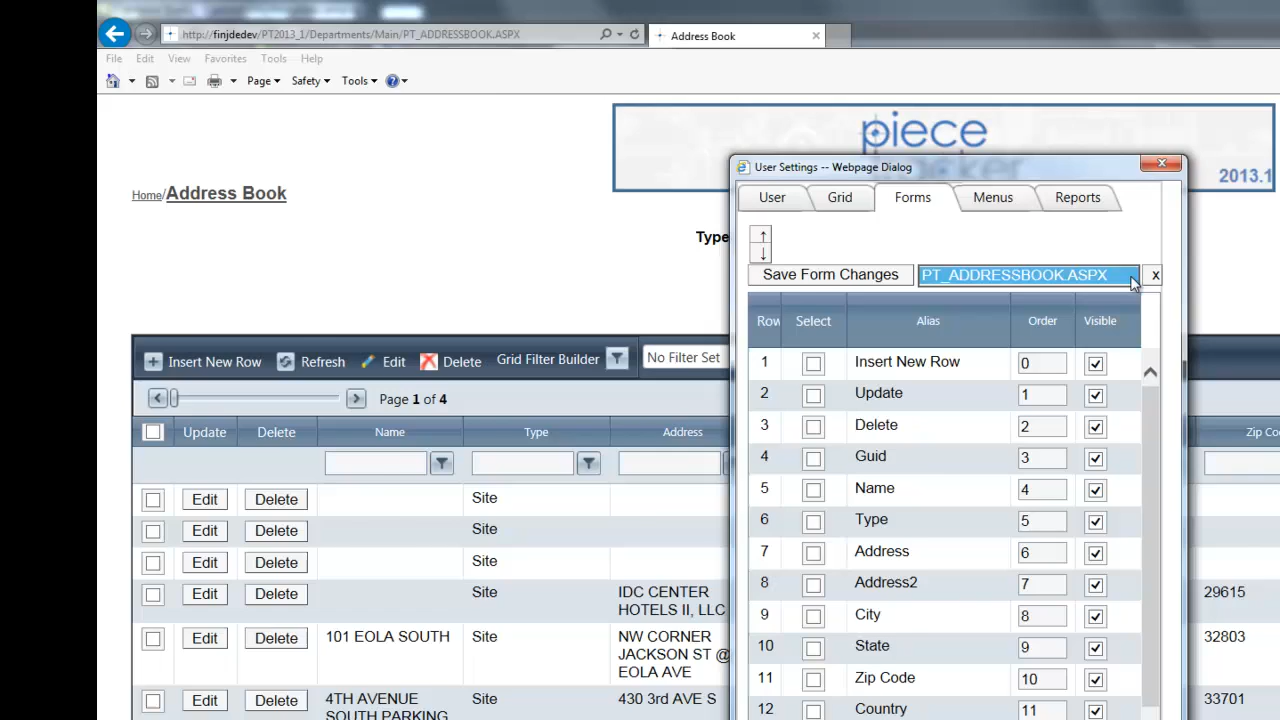 http://finjdedev/PT2013_1/Departments/Main/PT_ADDRESSBOOK.ASPX
Address Book
File Edit View Favorites Tools Help
Page Safety Tools
piece
tracker
2013.1
Home/Address Book
Type
User Settings -- Webpage Dialog
User Grid Forms Menus Reports
Save Form Changes PT_ADDRESSBOOK.ASPX x
Row Select Alias Order Visible
1 Insert New Row 0
2 Update 1
3 Delete 2
4 Guid 3
5 Name 4
6 Type 5
7 Address 6
8 Address2 7
9 City 8
10 State 9
11 Zip Code 10
12 Country 11
Insert New Row Refresh Edit Delete Grid Filter Builder No Filter Set
Page 1 of 4
Update Delete Name Type Address Zip Co
Edit Delete Site
Edit Delete Site
Edit Delete Site
Edit Delete Site IDC CENTER 29615
HOTELS II, LLC
Edit Delete 101 EOLA SOUTH Site NW CORNER 32803
JACKSON ST @
EOLA AVE
Edit Delete 4TH AVENUE Site 430 3rd AVE S 33701
SOUTH PARKING